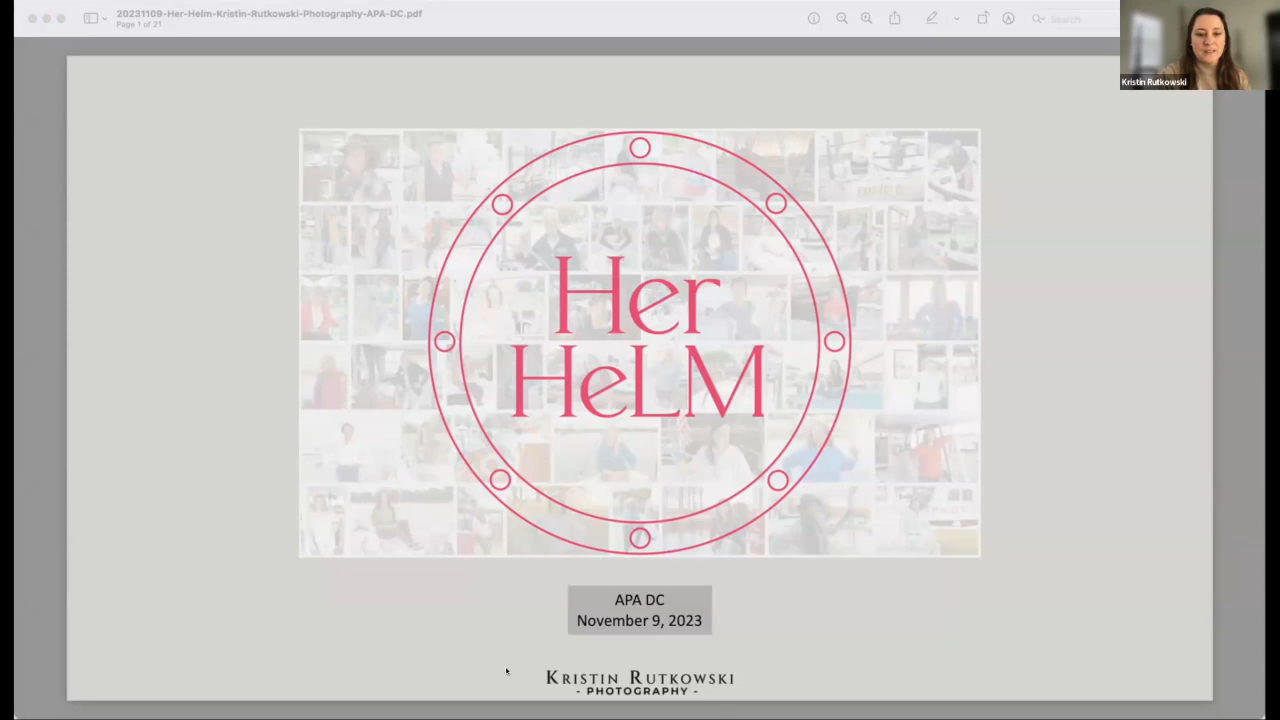 20231109-Her-Helm-Kristin-Rutkowski-Photography-APA-DC.pdf
Page 1 of 21
Search
Kristin Rutkowski
Her
HeLM
APA DC
November 9, 2023
KRISTIN RUTKOWSKI
- PHOTOGRAPHY -